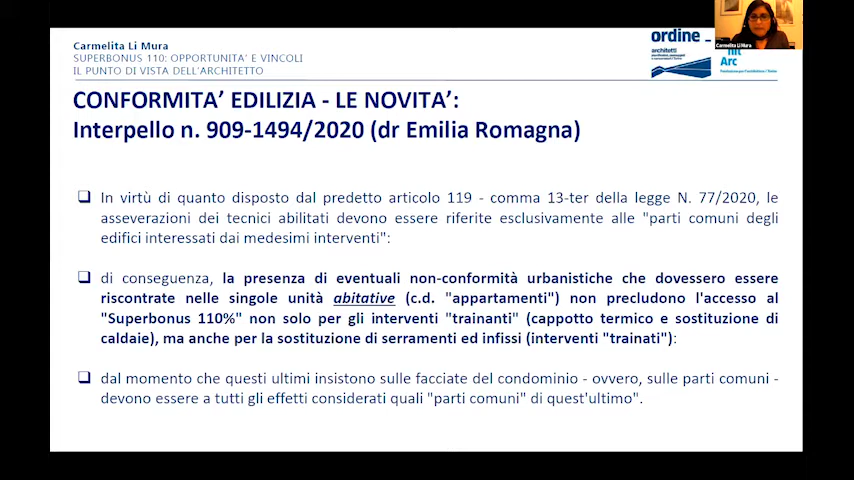 Carmelita Li Mura
SUPERBONUS 110: OPPORTUNITA' E VINCOLI
IL PUNTO DI VISTA DELL'ARCHITETTO
ordine
architetti
Arc
Carmelita Li Mura
CONFORMITA' EDILIZIA - LE NOVITA':
Interpello n. 909-1494/2020 (dr Emilia Romagna)
In virtù di quanto disposto dal predetto articolo 119 - comma 13-ter della legge N. 77/2020, le
asseverazioni dei tecnici abilitati devono essere riferite esclusivamente alle "parti comuni degli
edifici interessati dai medesimi interventi":
di conseguenza, la presenza di eventuali non-conformità urbanistiche che dovessero essere
riscontrate nelle singole unità abitative (c.d. "appartamenti") non precludono l'accesso al
"Superbonus 110%" non solo per gli interventi "trainanti" (cappotto termico e sostituzione di
caldaie), ma anche per la sostituzione di serramenti ed infissi (interventi "trainati"):
dal momento che questi ultimi insistono sulle facciate del condominio - ovvero, sulle parti comuni -
devono essere a tutti gli effetti considerati quali "parti comuni" di quest'ultimo".